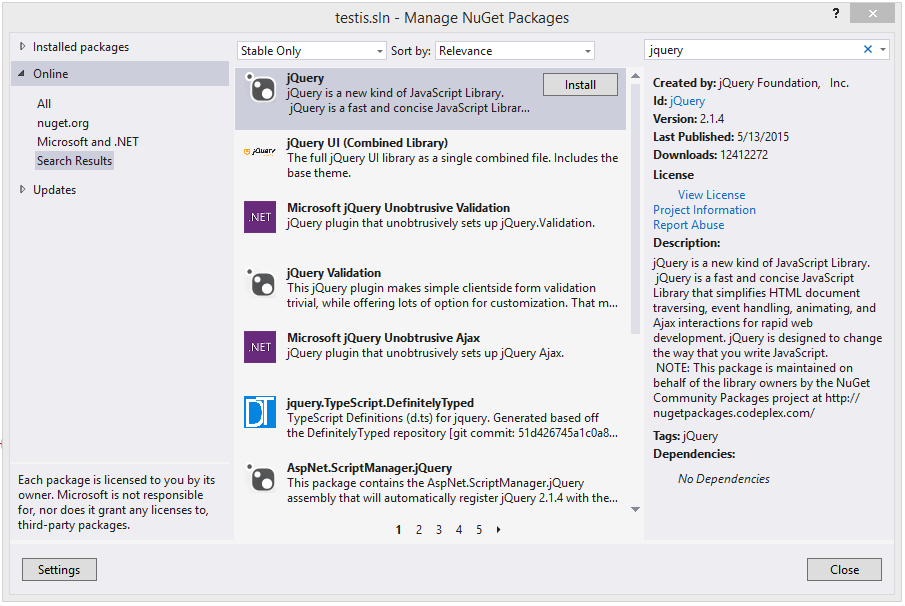 testis.sln - Manage NuGet Packages
?
Installed packages
Online
All
nuget.org
Microsoft and .NET
Search Results
Updates
Each package is licensed to you by its
owner. Microsoft is not responsible
for, nor does it grant any licenses to,
third-party packages.
Settings
Stable Only
Sort by: Relevance
jQuery
jQuery is a new kind of JavaScript Library.
jQuery is a fast and concise JavaScript Librar...
Install
jQuery
jQuery UI (Combined Library)
The full jQuery UI library as a single combined file. Includes the
base theme.
.NET
Microsoft jQuery Unobtrusive Validation
jQuery plugin that unobtrusively sets up jQuery.Validation.
jQuery Validation
This jQuery plugin makes simple clientside form validation
trivial, while offering lots of option for customization. That m...
.NET
Microsoft jQuery Unobtrusive Ajax
jQuery plugin that unobtrusively sets up jQuery Ajax.
DT
jquery.TypeScript.DefinitelyTyped
TypeScript Definitions (d.ts) for jquery. Generated based off
the DefinitelyTyped repository [git commit: 51d426745a1c0a8...
AspNet.ScriptManager.jQuery
This package contains the AspNet.ScriptManager.jQuery
assembly that will automatically register jQuery 2.1.4 with the...
1 2 3 4 5
jquery
Created by: jQuery Foundation, Inc.
Id: jQuery
Version: 2.1.4
Last Published: 5/13/2015
Downloads: 12412272
License
View License
Project Information
Report Abuse
Description:
jQuery is a new kind of JavaScript Library.
jQuery is a fast and concise JavaScript
Library that simplifies HTML document
traversing, event handling, animating, and
Ajax interactions for rapid web
development. jQuery is designed to change
the way that you write JavaScript.
NOTE: This package is maintained on
behalf of the library owners by the NuGet
Community Packages project at http://
nugetpackages.codeplex.com/
Tags: jQuery
Dependencies:
No Dependencies
Close